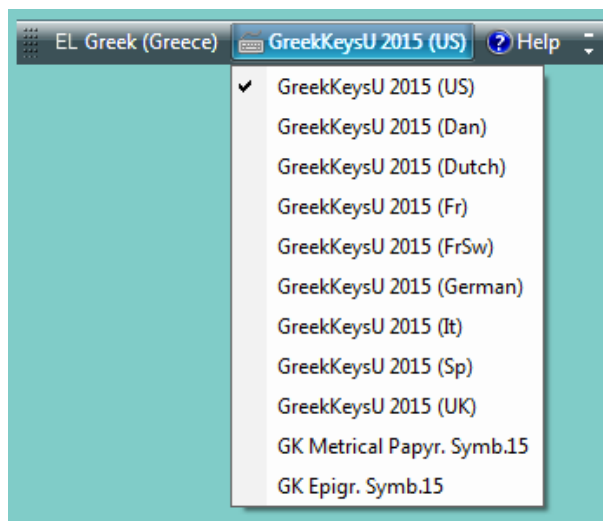 EL Greek (Greece) GreekKeysU 2015 (US) ? Help
GreekKeysU 2015 (US)
GreekKeysU 2015 (Dan)
GreekKeysU 2015 (Dutch)
GreekKeysU 2015 (Fr)
GreekKeysU 2015 (FrSw)
GreekKeysU 2015 (German)
GreekKeysU 2015 (It)
GreekKeysU 2015 (Sp)
GreekKeysU 2015 (UK)
GK Metrical Papyr. Symb.15
GK Epigr. Symb.15